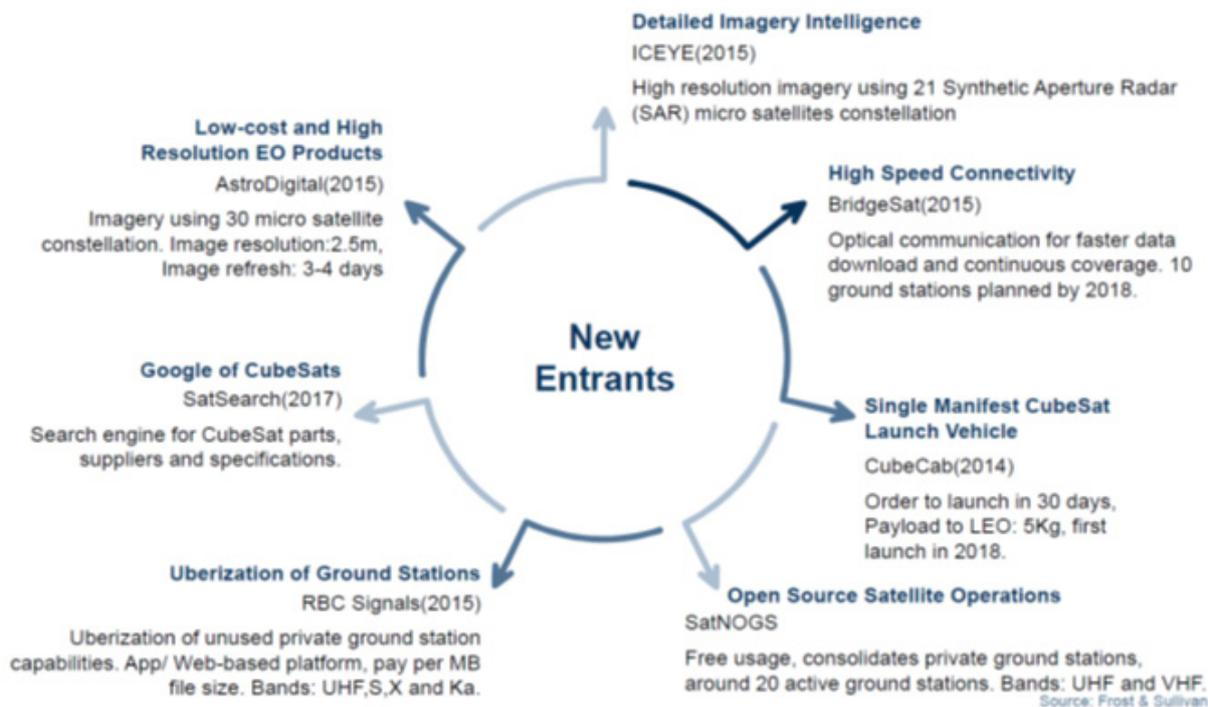 Detailed Imagery Intelligence
ICEYE(2015)
High resolution imagery using 21 Synthetic Aperture Radar
(SAR) micro satellites constellation
High Speed Connectivity
BridgeSat(2015)
Optical communication for faster data
download and continuous coverage. 10
ground stations planned by 2018.
Single Manifest CubeSat
Launch Vehicle
CubeCab(2014)
Order to launch in 30 days,
Payload to LEO: 5Kg, first
launch in 2018.
Open Source Satellite Operations
SatNOGS
Free usage, consolidates private ground stations,
around 20 active ground stations. Bands: UHF and VHF.
Source: Frost & Sullivan
Uberization of Ground Stations
RBC Signals(2015)
Uberization of unused private ground station
capabilities. App/ Web-based platform, pay per MB
file size. Bands: UHF,S,X and Ka.
Google of CubeSats
SatSearch(2017)
Search engine for CubeSat parts,
suppliers and specifications.
Low-cost and High
Resolution EO Products
AstroDigital(2015)
Imagery using 30 micro satellite
constellation. Image resolution:2.5m,
Image refresh: 3-4 days
New
Entrants